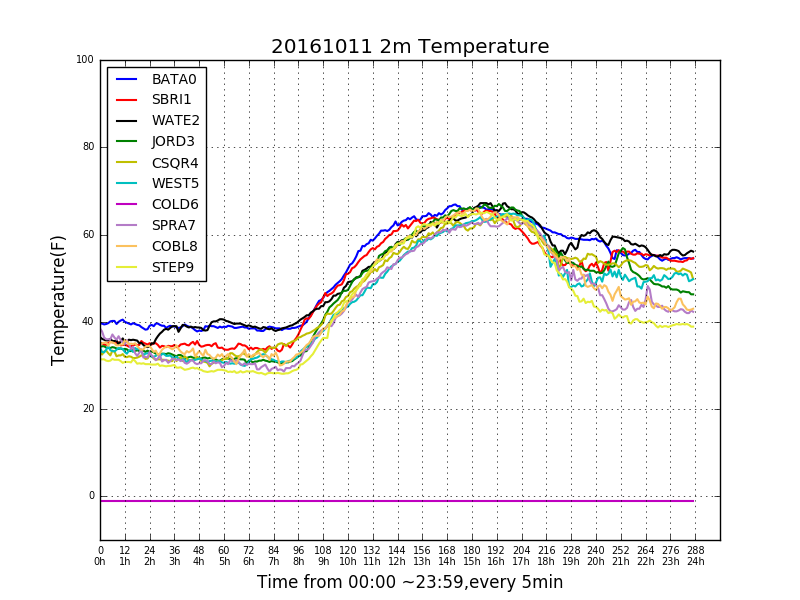 20161011 2m Temperature
100
80
60
40
20
0
Temperature(F)
BATA0
SBRI1
WATE2
JORD3
CSQR4
WEST5
COLD6
SPRA7
COBL8
STEP9
0 12 24 36 48 60 72 84 96 108 120 132 144 156 168 180 192 204 216 228 240 252 264 276 288
0h 1h 2h 3h 4h 5h 6h 7h 8h 9h 10h 11h 12h 13h 14h 15h 16h 17h 18h 19h 20h 21h 22h 23h 24h
Time from 00:00 ~23:59,every 5min